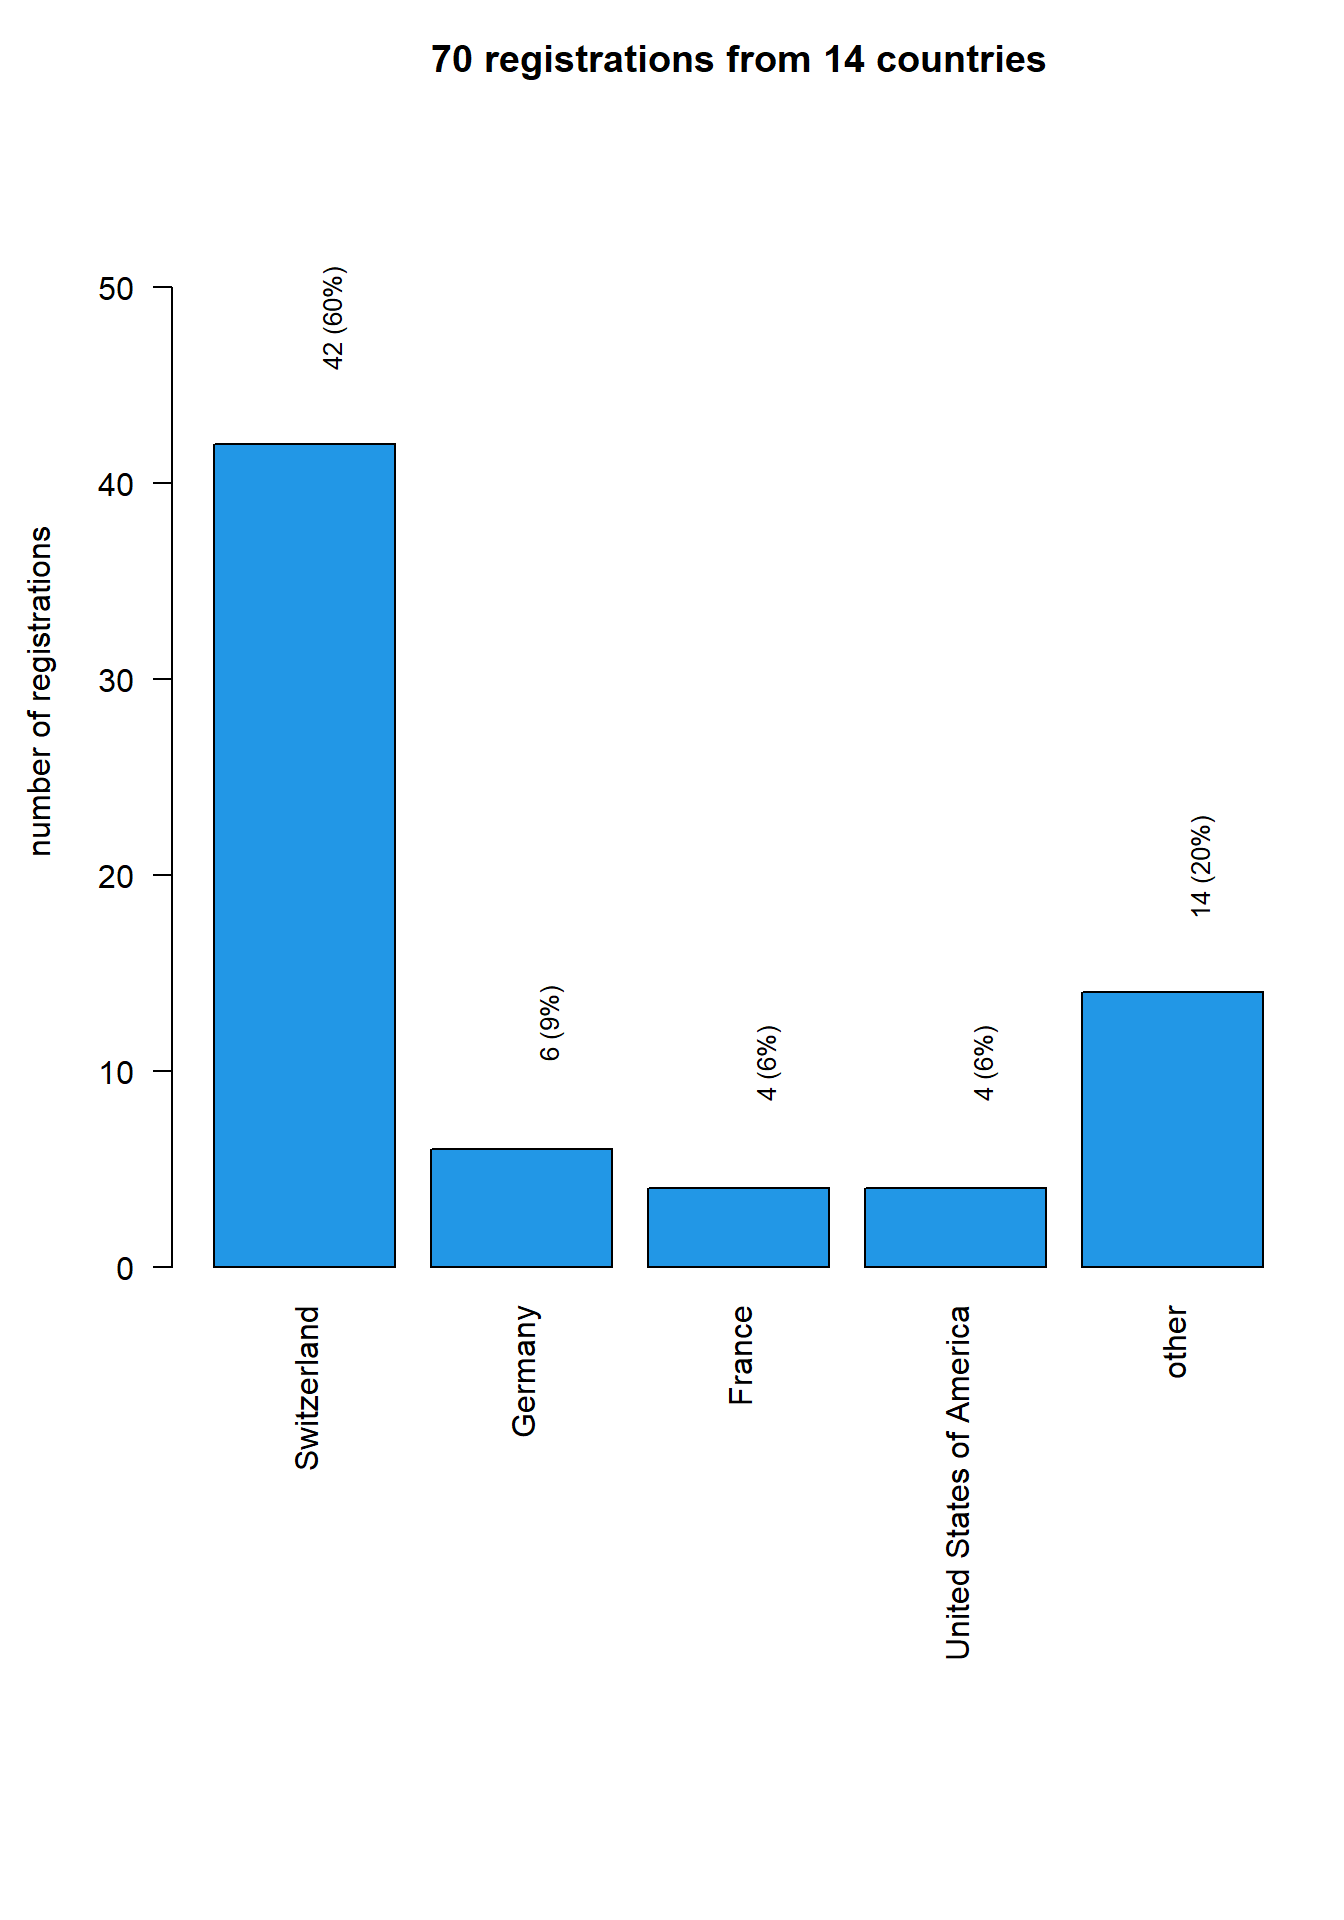 70 registrations from 14 countries
number of registrations
50
40
30
20
10
0
42 (60%)
6 (9%)
4 (6%)
4 (6%)
14 (20%)
Switzerland
Germany
France
United States of America
other